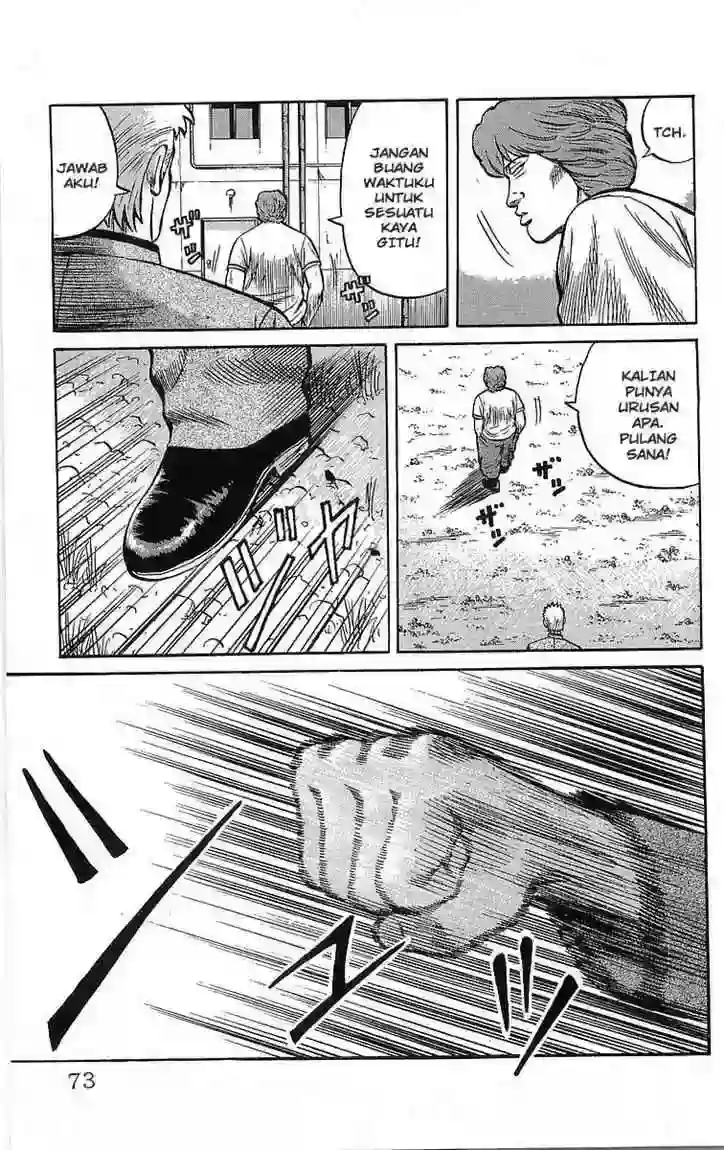 TCH.
JANGAN
BUANG
WAKTUKU
UNTUK
SESUATU
KAYA
GITU!
JAWAB
AKU!
KALIAN
PUNYA
URUSAN
APA.
PULANG
SANA!
73